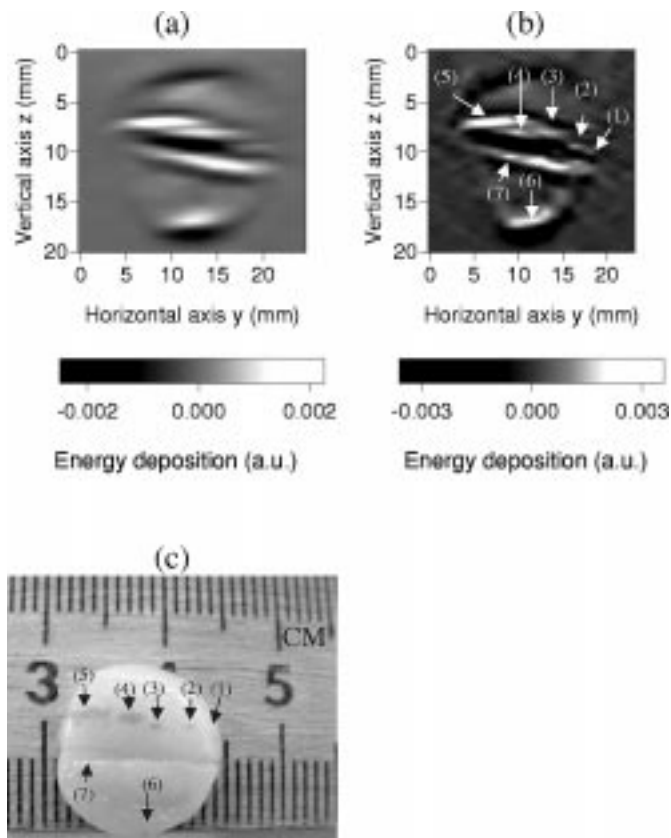 (a)
(b)
Vertical axis z (mm)
0
5
10
15
20
0 5 10 15 20
Horizontal axis y (mm)
-0.002 0.000 0.002
Energy deposition (a.u.)
Vertical axis z (mm)
0
5
10
15
20
(5) (4) (3)
(2)
(1)
(7) (6)
0 5 10 15 20
Horizontal axis y (mm)
-0.003 0.000 0.003
Energy deposition (a.u.)
(c)
CM
3 4 5
(5) (4) (3) (2) (1)
(7) (6)